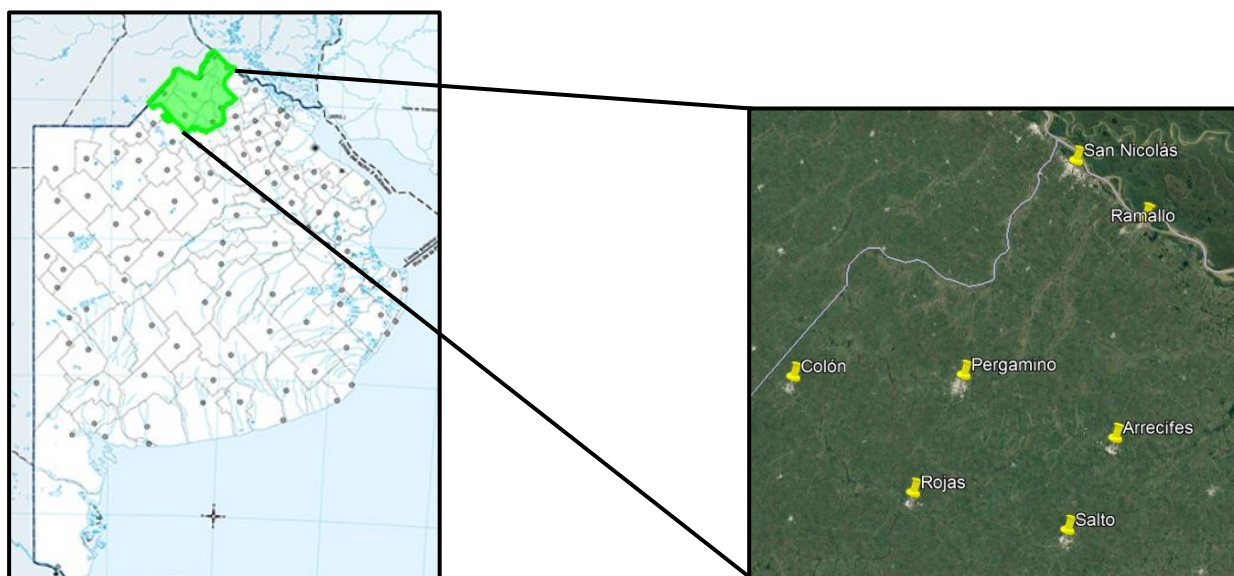 San Nicolás
Ramallo
Colón
Pergamino
Arrecifes
Rojas
Salto